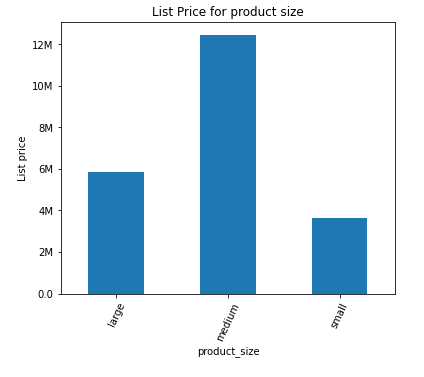 List Price for product size
List price
12M
10M
8M
6M
4M
2M
0.0
large
medium
small
product_size